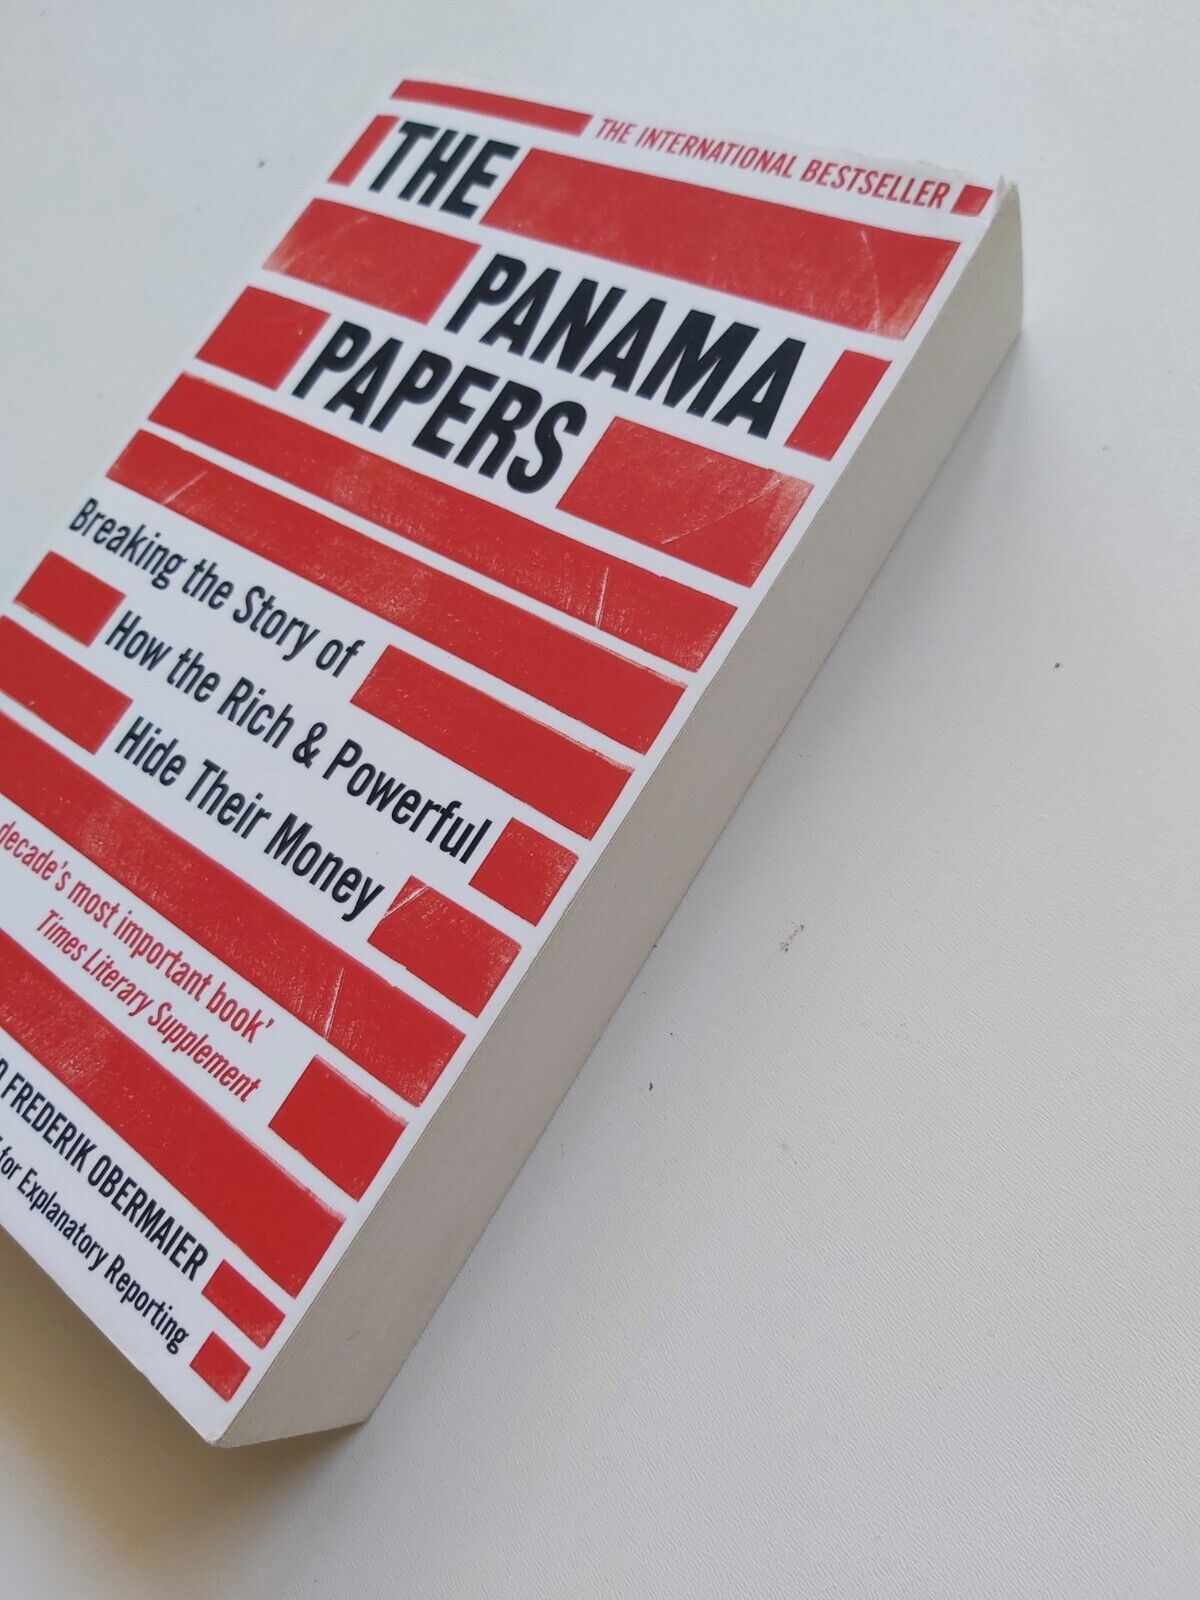 THE INTERNATIONAL BESTSELLER
THE
PANAMA
PAPERS
Breaking the Story of
How the Rich & Powerful
Hide Their Money
decade's most important book'
Times Literary Supplement
FREDERIK OBERMAIER
for Explanatory Reporting